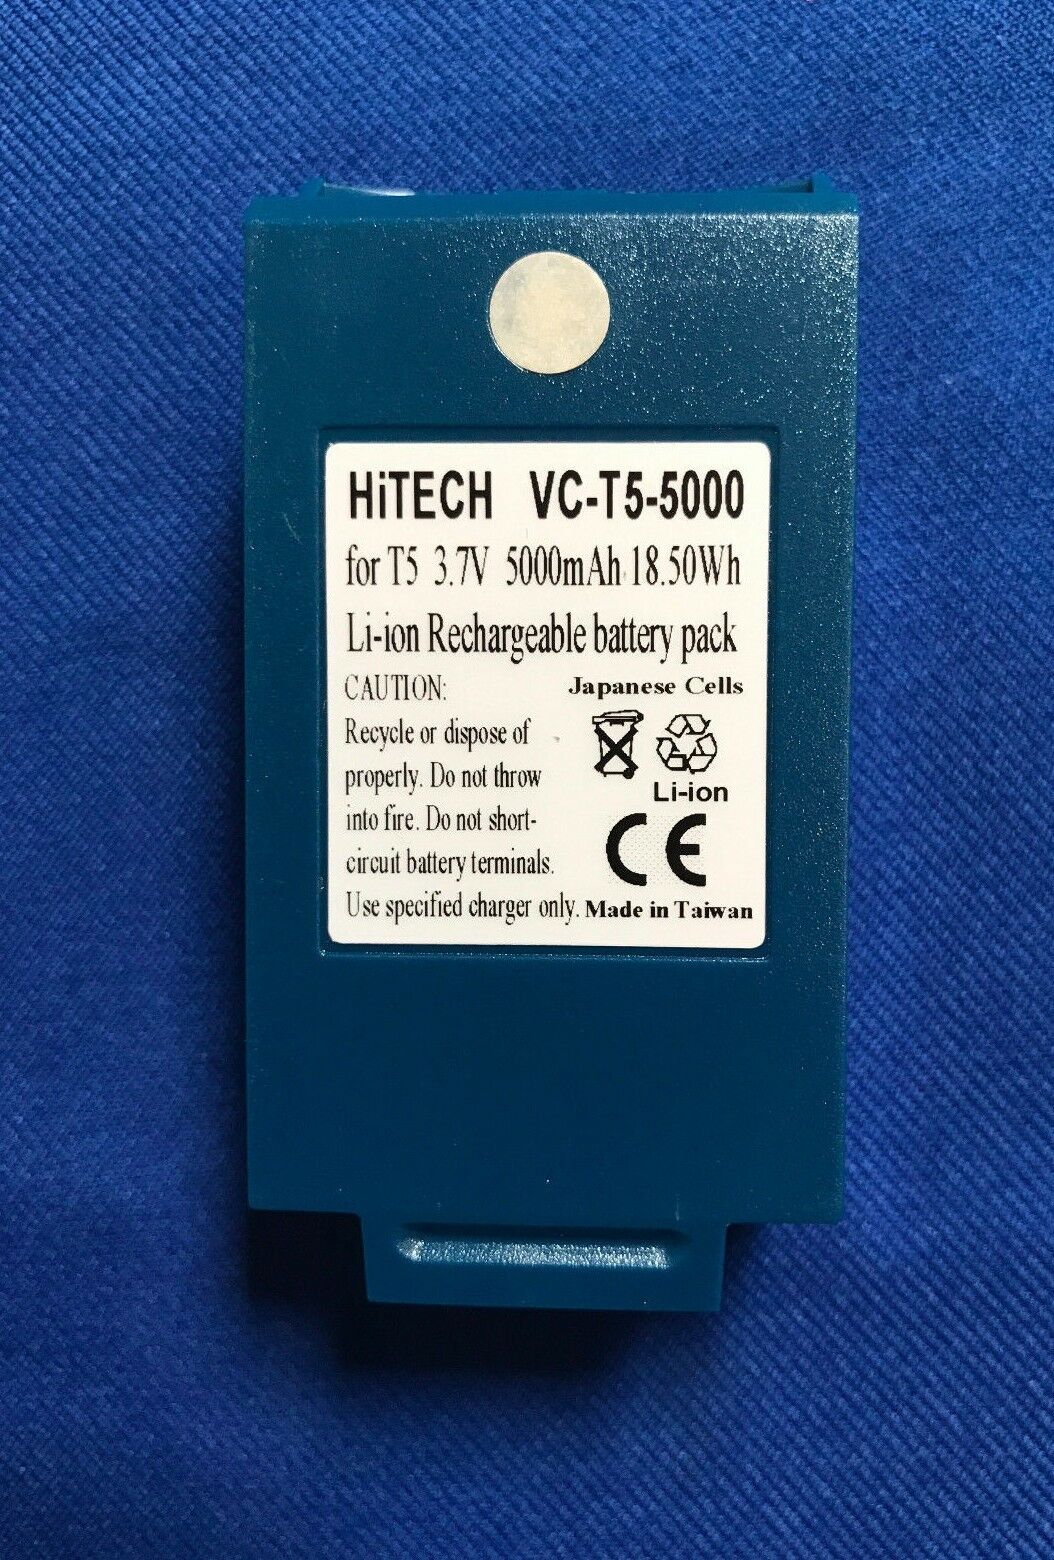 HiTECH VC-T5-5000
for T5 3.7V 5000mAh 18.50Wh
Li-ion Rechargeable battery pack
CAUTION:
Japanese Cells
Recycle or dispose of
properly. Do not throw
into fire. Do not short-
circuit battery terminals.
Use specified charger only.
Li-ion
CE
Made in Taiwan